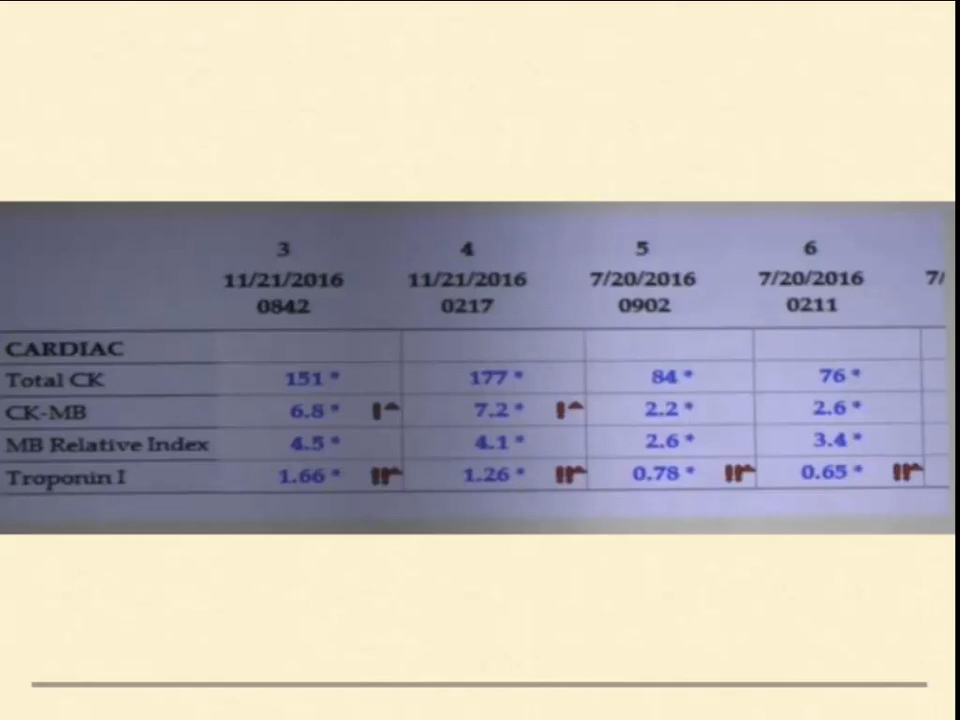 3 4 5 6
11/21/2016 11/21/2016 7/20/2016 7/20/2016 7/
0842 0217 0902 0211
CARDIAC
Total CK 151 * 177 * 84 * 76 *
CK-MB 6.8 * ! 7.2 * ! 2.2 * 2.6 *
MB Relative Index 4.5 * 4.1 * 2.6 * 3.4 *
Troponin I 1.66 * !! 1.26 * !! 0.78 * !! 0.65 * !!